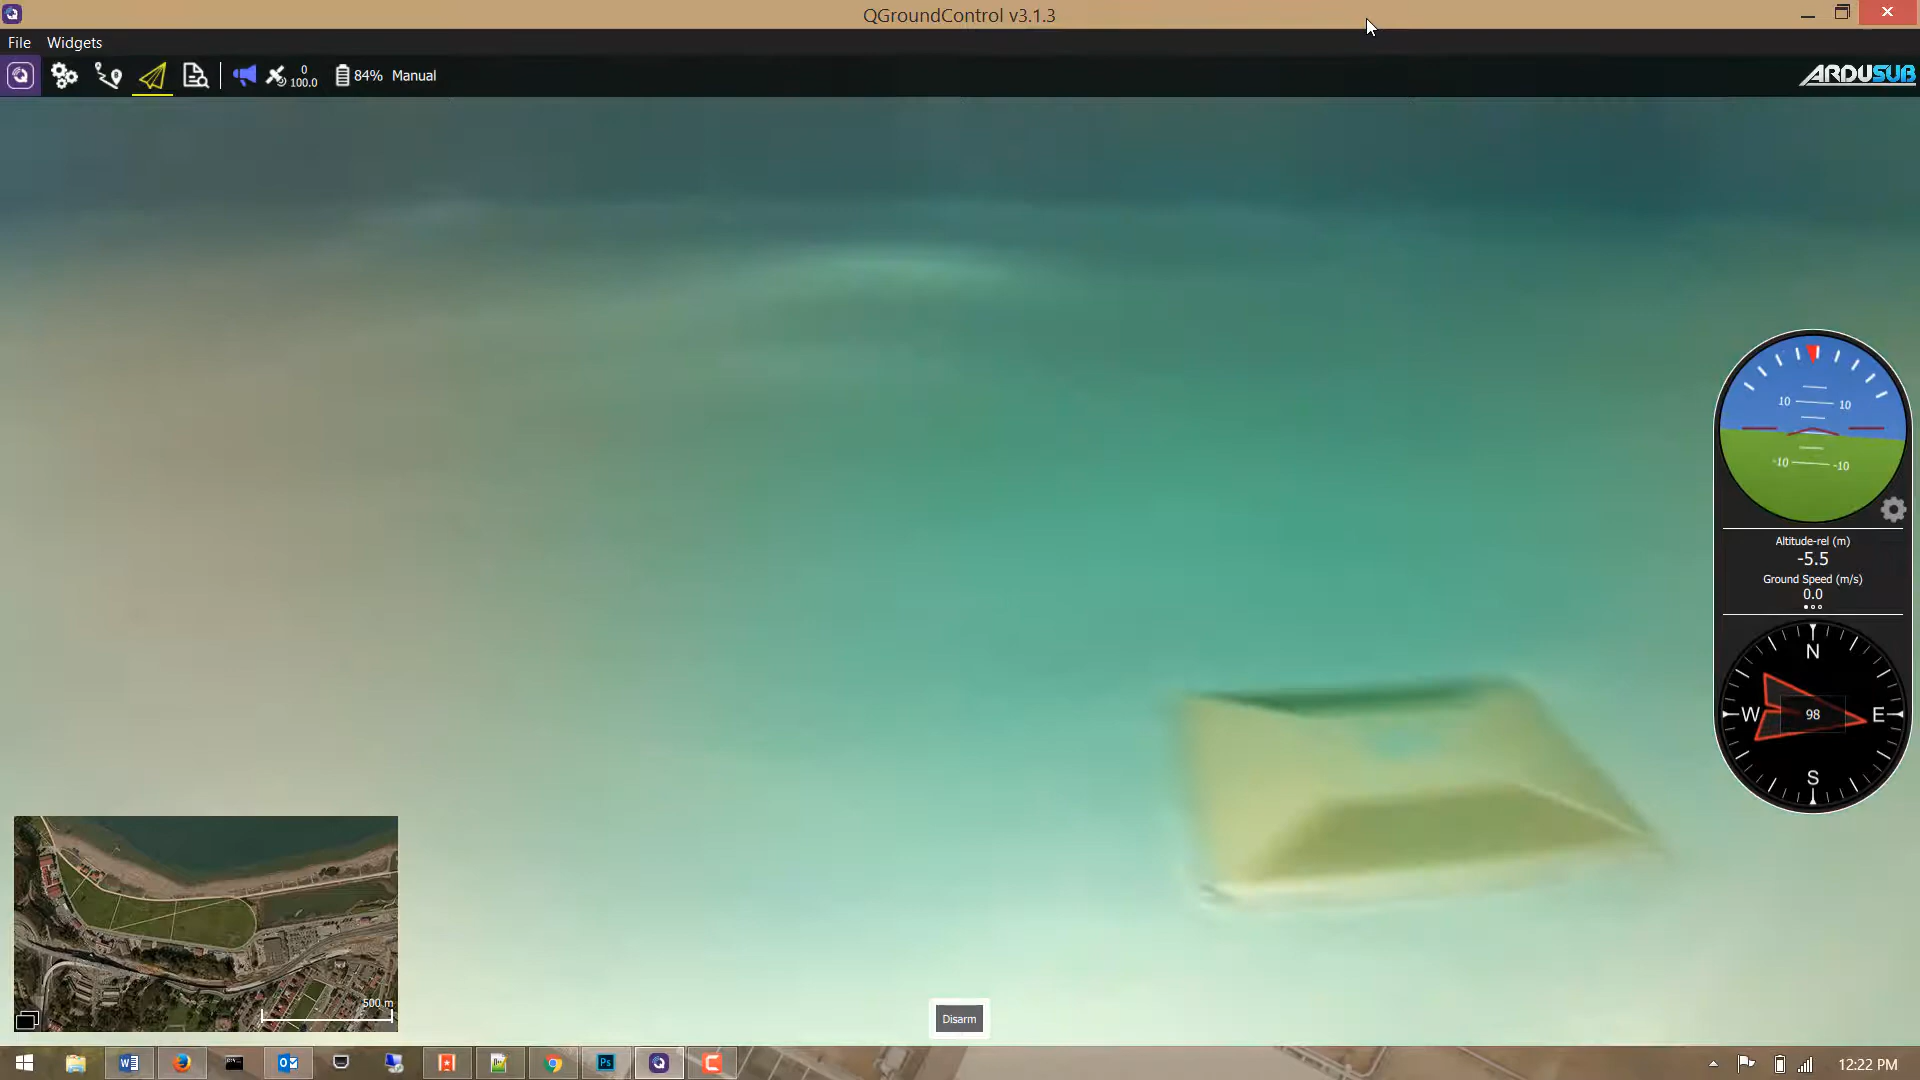 QGroundControl v3.1.3
File Widgets
0
100.0
84% Manual
ARDUSUB
10 10
-10 -10
Altitude-rel (m)
-5.5
Ground Speed (m/s)
0.0
N
W 98 E
S
500 m
Disarm
Ps
12:22 PM